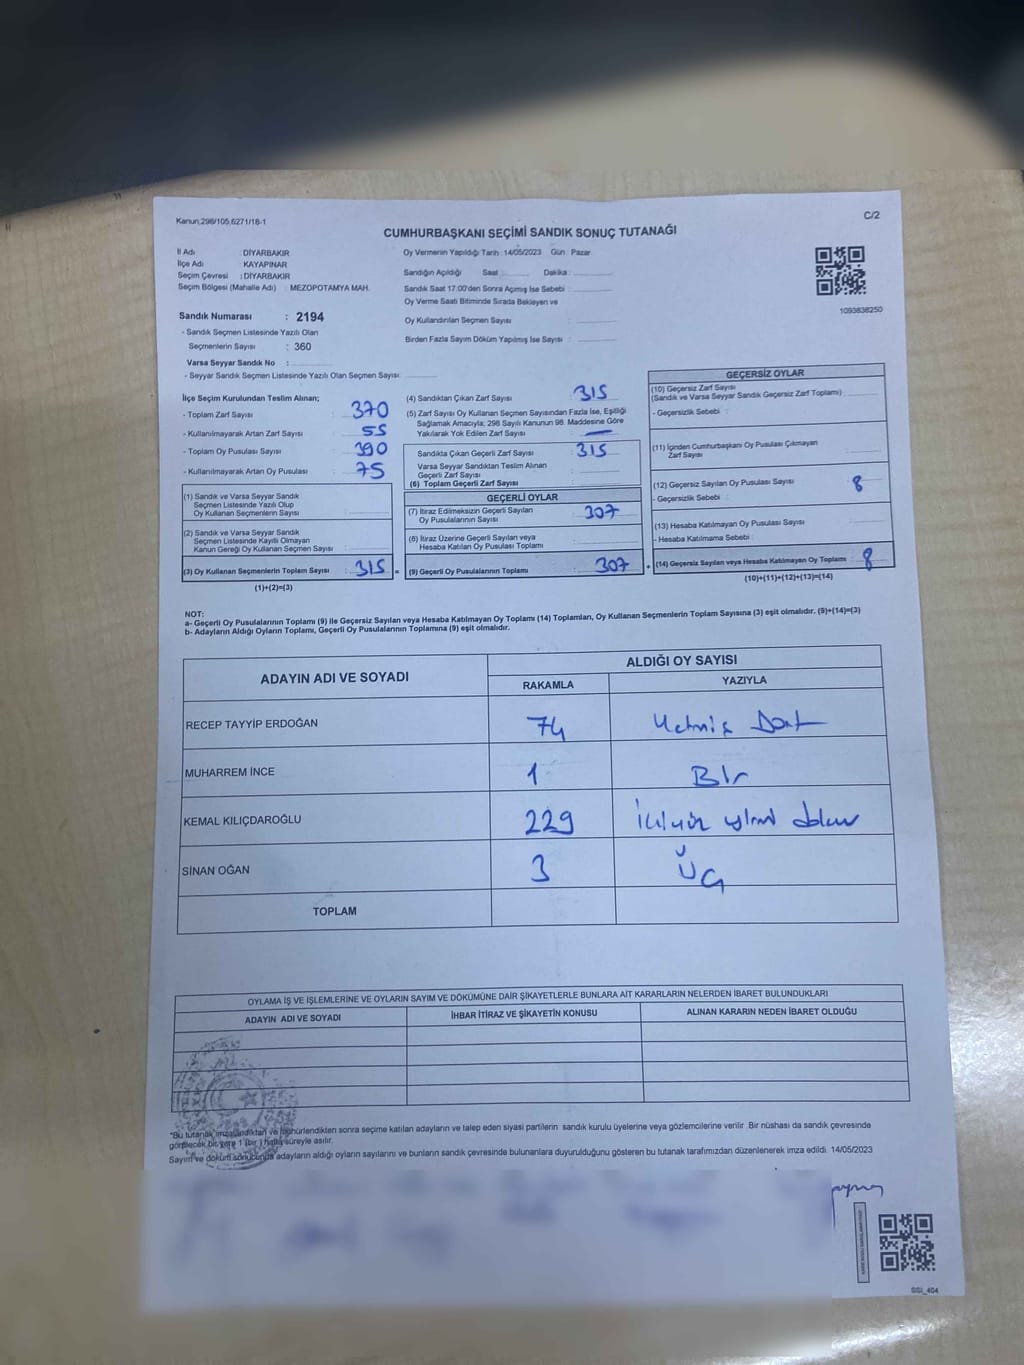 Kanun:298/105,6271/18-1
C/2
CUMHURBAŞKANI SEÇİMİ SANDIK SONUÇ TUTANAĞI
İl Adı : DİYARBAKIR
İlçe Adı : KAYAPINAR
Seçim Çevresi : DİYARBAKIR
Seçim Bölgesi (Mahalle Adı) : MEZOPOTAMYA MAH.
Oy Vermenin Yapıldığı Tarih : 14/05/2023 Gün : Pazar
Sandığın Açıldığı Saat : Dakika :
Sandık Saat 17:00'den Sonra Açımış İse Sebebi :
Oy Verme Saati Bitiminde Sırada Bekleyen ve
Oy Kullandırılan Seçmen Sayısı :
Birden Fazla Sayım Döküm Yapılmış İse Sayısı :
1093838250
Sandık Numarası : 2194
- Sandık Seçmen Listesinde Yazılı Olan
Seçmenlerin Sayısı : 360
Varsa Seyyar Sandık No :
- Seyyar Sandık Seçmen Listesinde Yazılı Olan Seçmen Sayısı:
İlçe Seçim Kurulundan Teslim Alınan;
- Toplam Zarf Sayısı : 370
- Kullanılmayarak Artan Zarf Sayısı : 55
- Toplam Oy Pusulası Sayısı : 390
- Kullanılmayarak Artan Oy Pusulası : 75
(1) Sandık ve Varsa Seyyar Sandık
Seçmen Listesinde Yazılı Olup
Oy Kullanan Seçmenlerin Sayısı :
(2) Sandık ve Varsa Seyyar Sandık
Seçmen Listesinde Kayıtlı Olmayan
Kanun Gereği Oy Kullanan Seçmen Sayısı :
(3) Oy Kullanan Seçmenlerin Toplam Sayısı : 315 =
(1)+(2)=(3)
(4) Sandıktan Çıkan Zarf Sayısı : 315
(5) Zarf Sayısı Oy Kullanan Seçmen Sayısından Fazla İse, Eşitliği
Sağlamak Amacıyla; 298 Sayılı Kanunun 98. Maddesine Göre
Yakılarak Yok Edilen Zarf Sayısı : —
Sandıkta Çıkan Geçerli Zarf Sayısı : 315
Varsa Seyyar Sandıktan Teslim Alınan
Geçerli Zarf Sayısı :
(6) Toplam Geçerli Zarf Sayısı :
GEÇERLİ OYLAR
(7) İtiraz Edilmeksizin Geçerli Sayılan
Oy Pusulalarının Sayısı : 307
(8) İtiraz Üzerine Geçerli Sayılan veya
Hesaba Katılan Oy Pusulası Toplamı :
(9) Geçerli Oy Pusulalarının Toplamı : 307 +
GEÇERSİZ OYLAR
(10) Geçersiz Zarf Sayısı
(Sandık ve Varsa Seyyar Sandık Geçersiz Zarf Toplamı) :
- Geçersizlik Sebebi :
(11) İçinden Cumhurbaşkanı Oy Pusulası Çıkmayan
Zarf Sayısı :
(12) Geçersiz Sayılan Oy Pusulası Sayısı : 8
- Geçersizlik Sebebi :
(13) Hesaba Katılmayan Oy Pusulası Sayısı :
- Hesaba Katılmama Sebebi :
(14) Geçersiz Sayılan veya Hesaba Katılmayan Oy Toplamı : 8
(10)+(11)+(12)+(13)=(14)
NOT:
a- Geçerli Oy Pusulalarının Toplamı (9) ile Geçersiz Sayılan veya Hesaba Katılmayan Oy Toplamı (14) Toplamları, Oy Kullanan Seçmenlerin Toplam Sayısına (3) eşit olmalıdır. (9)+(14)=(3)
b- Adayların Aldığı Oyların Toplamı, Geçerli Oy Pusulalarının Toplamına (9) eşit olmalıdır.
ADAYIN ADI VE SOYADI
ALDIĞI OY SAYISI
RAKAMLA YAZIYLA
RECEP TAYYİP ERDOĞAN 74 Yetmiş Dört
MUHARREM İNCE 1 Bir
KEMAL KILIÇDAROĞLU 229 İkiyüz yirmi dokuz
SİNAN OĞAN 3 Üç
TOPLAM
OYLAMA İŞ VE İŞLEMLERİNE VE OYLARIN SAYIM VE DÖKÜMÜNE DAİR ŞİKAYETLERLE BUNLARA AİT KARARLARIN NELERDEN İBARET BULUNDUKLARI
ADAYIN ADI VE SOYADI İHBAR İTİRAZ VE ŞİKAYETİN KONUSU ALINAN KARARIN NEDEN İBARET OLDUĞU
"Bu tutanak imzalandıktan ve mühürlendikten sonra seçime katılan adayların ve talep eden siyasi partilerin sandık kurulu üyelerine veya gözlemcilerine verilir. Bir nüshası da sandık çevresinde
görülecek bir yere 1 (bir) hafta süreyle asılır.
Sayım ve döküm sonucunda adayların aldığı oyların sayılarını ve bunların sandık çevresinde bulunanlara duyurulduğunu gösteren bu tutanak tarafımızdan düzenlenerek imza edildi. 14/05/2023